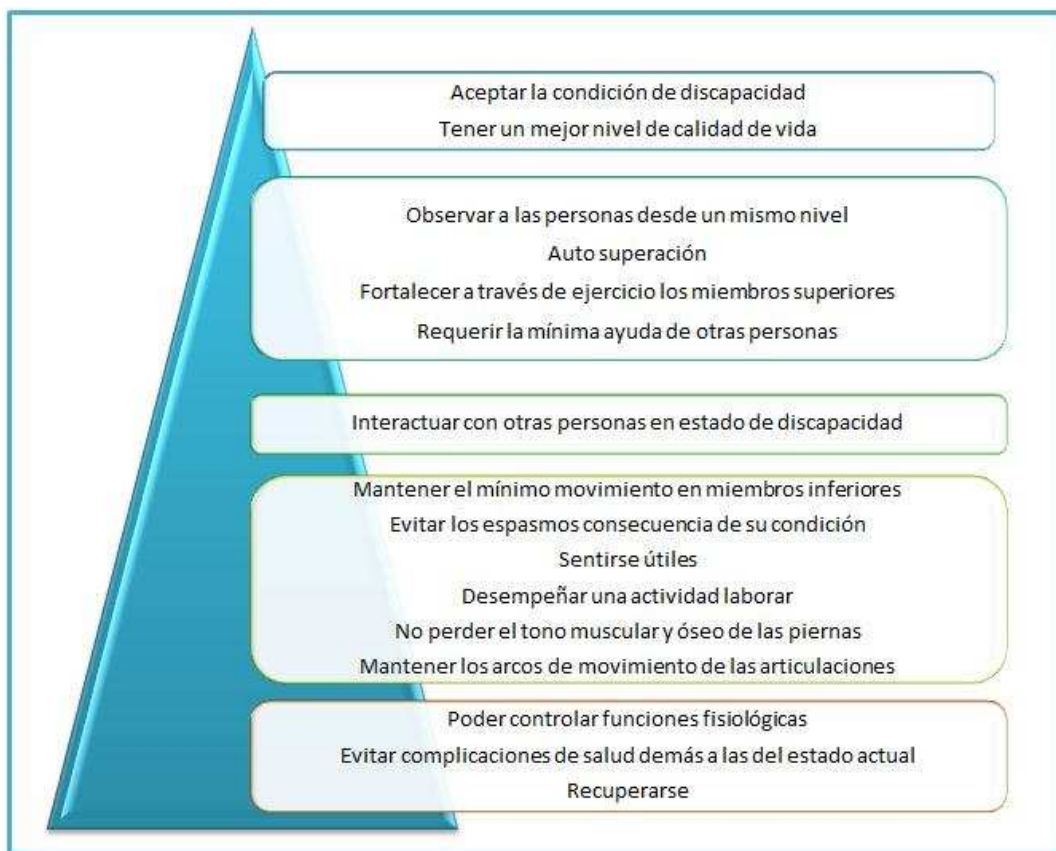 Aceptar la condición de discapacidad
Tener un mejor nivel de calidad de vida
Observar a las personas desde un mismo nivel
Auto superación
Fortalecer a través de ejercicio los miembros superiores
Requerir la mínima ayuda de otras personas
Interactuar con otras personas en estado de discapacidad
Mantener el mínimo movimiento en miembros inferiores
Evitar los espasmos consecuencia de su condición
Sentirse útiles
Desempeñar una actividad laborar
No perder el tono muscular y óseo de las piernas
Mantener los arcos de movimiento de las articulaciones
Poder controlar funciones fisiológicas
Evitar complicaciones de salud demás a las del estado actual
Recuperarse